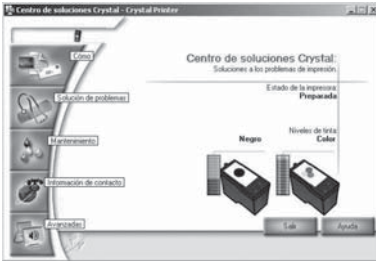 Centro de soluciones Crystal - Crystal Printer
Cómo
Solución de problemas
Mantenimiento
Información de contacto
Avanzadas
Centro de soluciones Crystal:
Soluciones a los problemas de impresión.
Estado de la impresora:
Preparada
Niveles de tinta:
Negro
Color
Salir
Ayuda